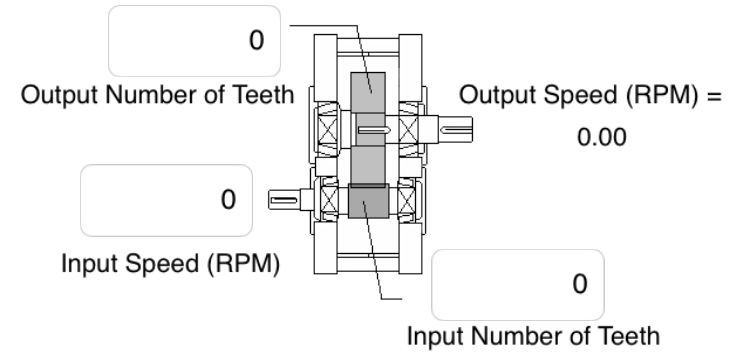 0
Output Number of Teeth
Output Speed (RPM) =
0.00
0
Input Speed (RPM)
0
Input Number of Teeth